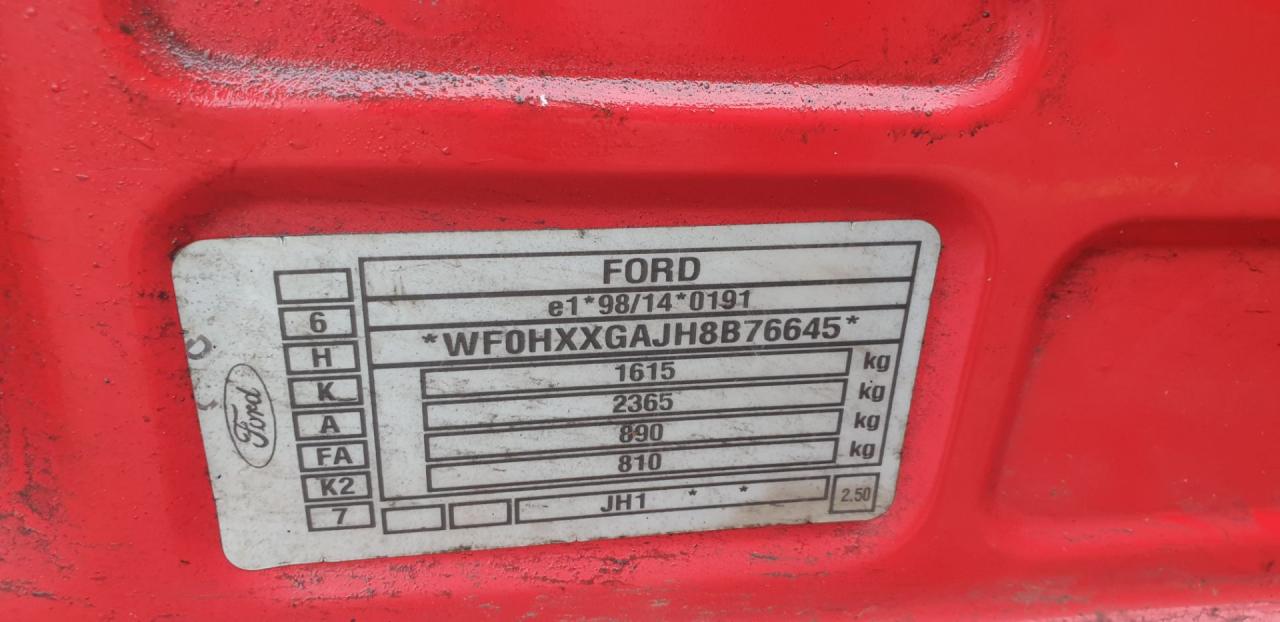 FORD
e1*98/14*0191
*WF0HXXGAJH8B76645*
1615 kg
2365 kg
890 kg
810 kg
JH1 * *
2.50
6
H
K
A
FA
K2
7
Ford